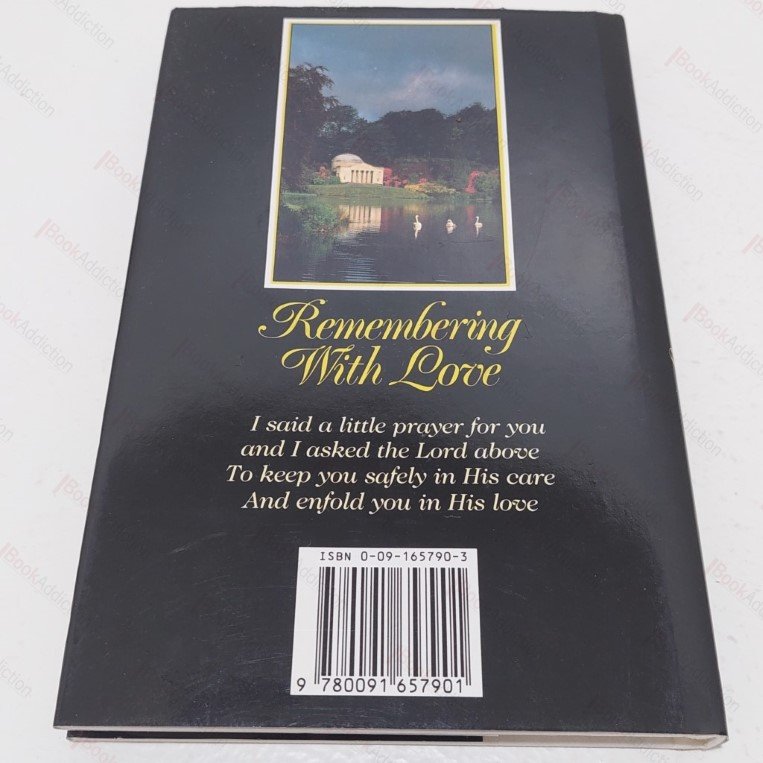 Remembering
With Love
I said a little prayer for you
and I asked the Lord above
To keep you safely in His care
And enfold you in His love
ISBN 0-09-165790-3
9 780091 657901
BookAddiction